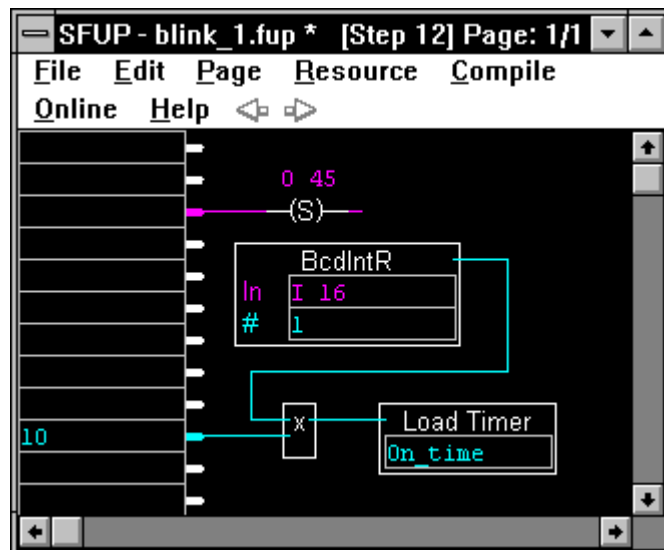 SFUP - blink_1.fup * [Step 12] Page: 1/1
File Edit Page Resource Compile
Online Help
O 45
(S)
BcdIntR
In I 16
# 1
x
Load Timer
10
On_time